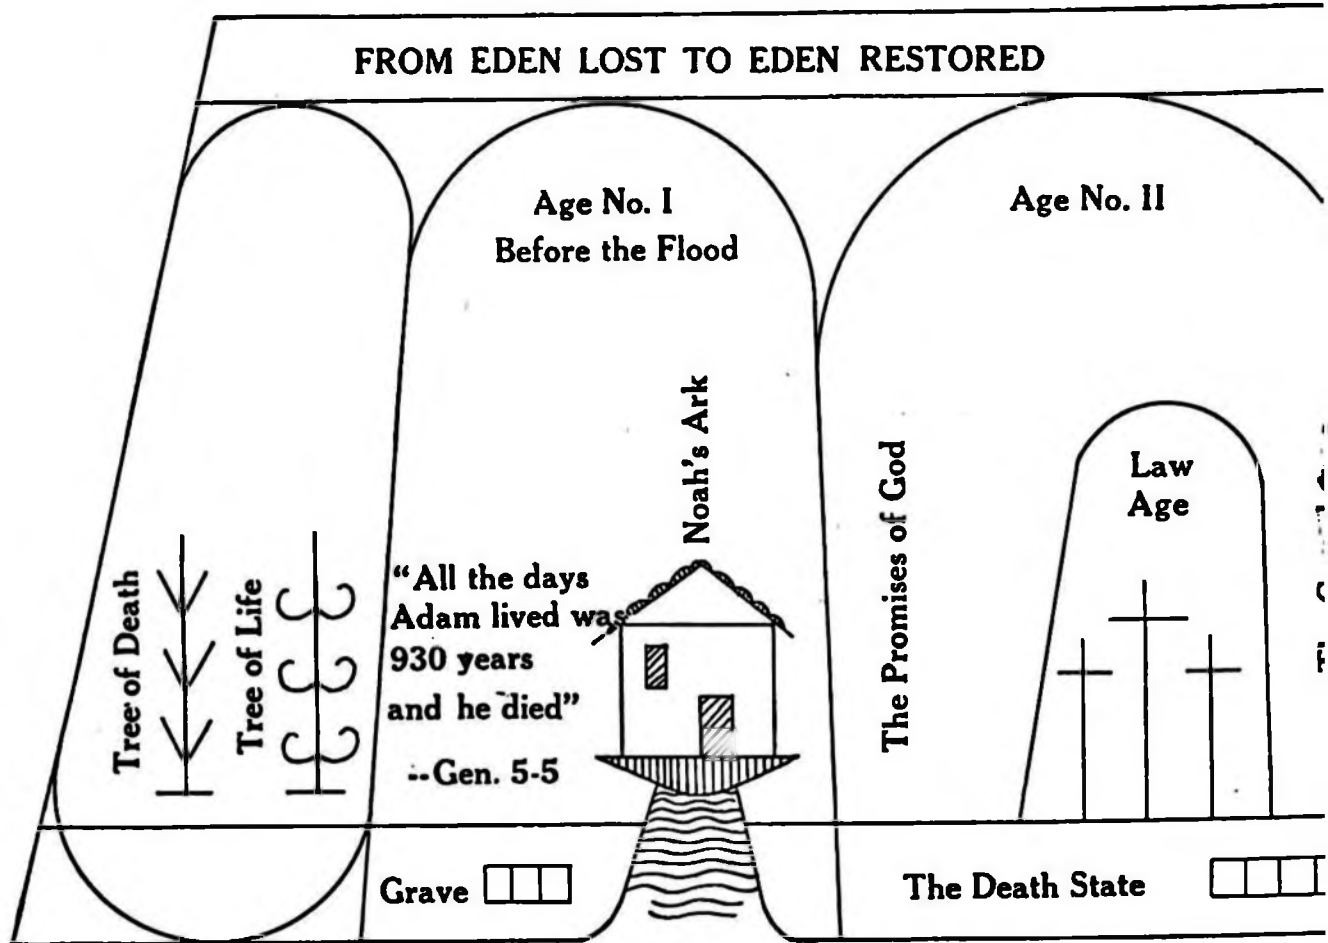 FROM EDEN LOST TO EDEN RESTORED
Age No. I
Before the Flood
Age No. II
Tree of Death
Tree of Life
"All the days
Adam lived was
930 years
and he died"
--Gen. 5-5
Noah's Ark
The Promises of God
Law
Age
Grave
The Death State